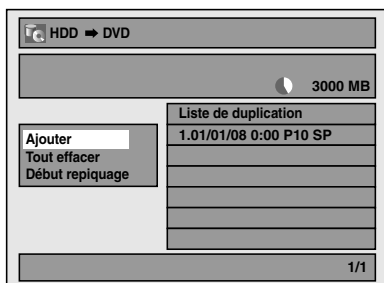 HDD ➡ DVD
3000 MB
Liste de duplication
1.01/01/08 0:00 P10 SP
Ajouter
Tout effacer
Début repiquage
1/1